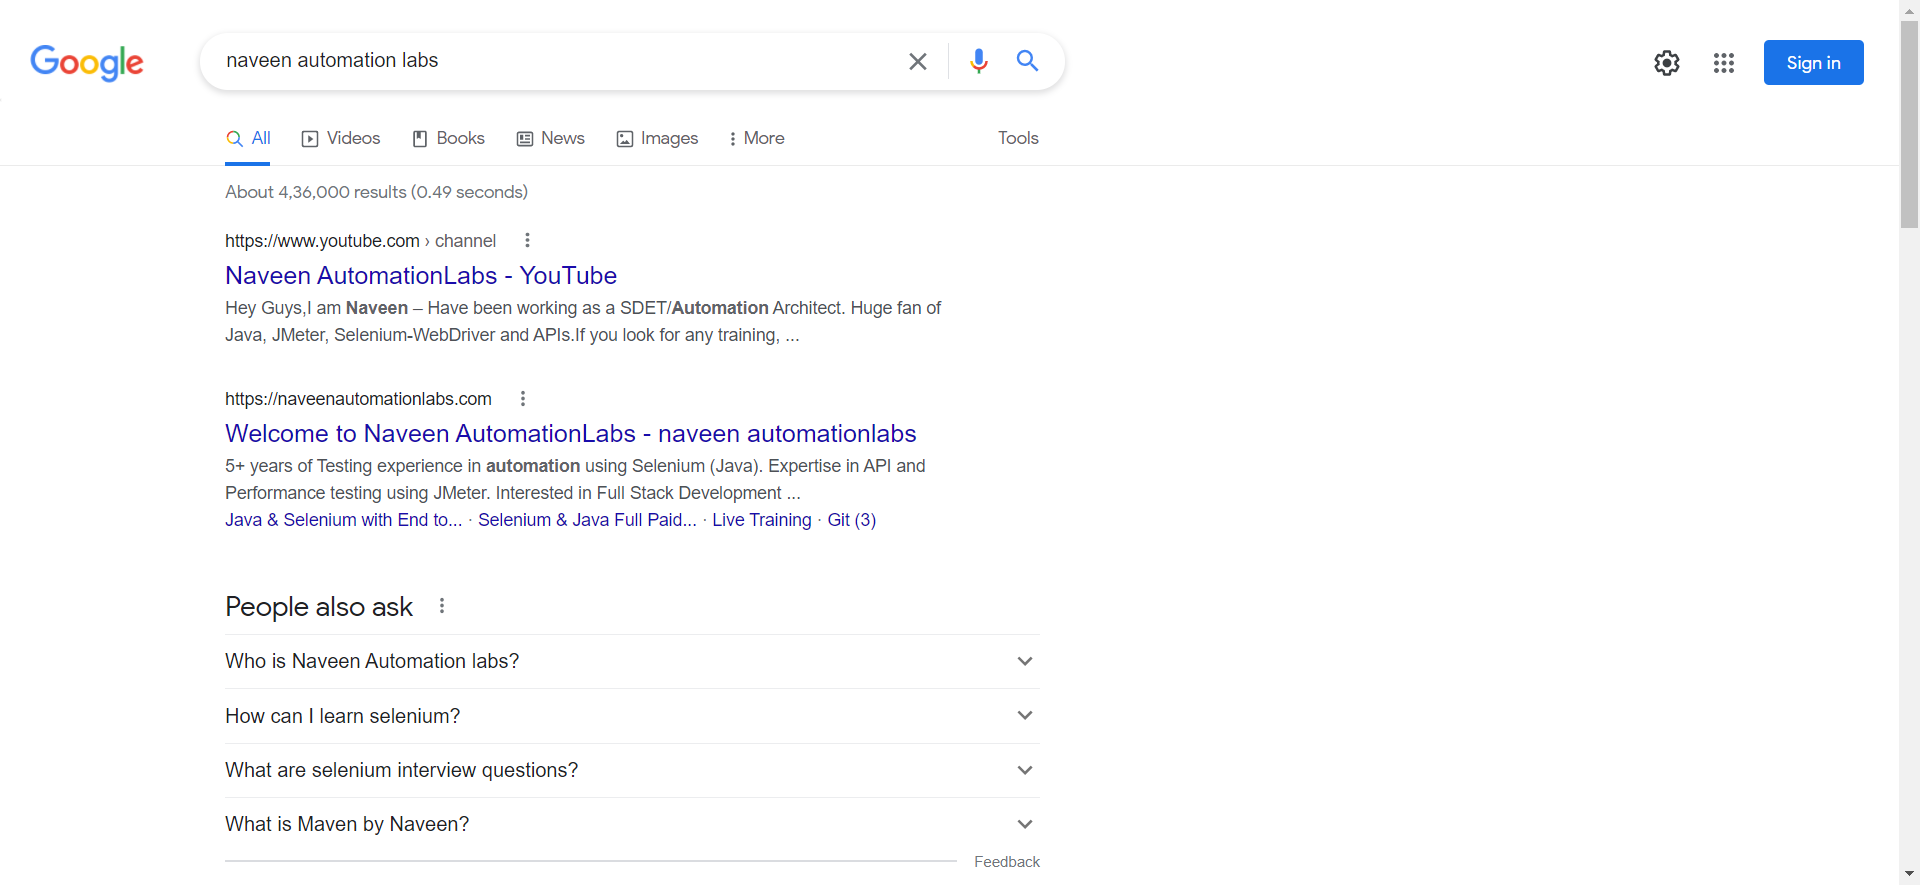 Google
naveen automation labs
Sign in
All Videos Books News Images More Tools
About 4,36,000 results (0.49 seconds)
https://www.youtube.com › channel
Naveen AutomationLabs - YouTube
Hey Guys,I am Naveen – Have been working as a SDET/Automation Architect. Huge fan of
Java, JMeter, Selenium-WebDriver and APIs.If you look for any training, ...
https://naveenautomationlabs.com
Welcome to Naveen AutomationLabs - naveen automationlabs
5+ years of Testing experience in automation using Selenium (Java). Expertise in API and
Performance testing using JMeter. Interested in Full Stack Development ...
Java & Selenium with End to... · Selenium & Java Full Paid... · Live Training · Git (3)
People also ask
Who is Naveen Automation labs?
How can I learn selenium?
What are selenium interview questions?
What is Maven by Naveen?
Feedback